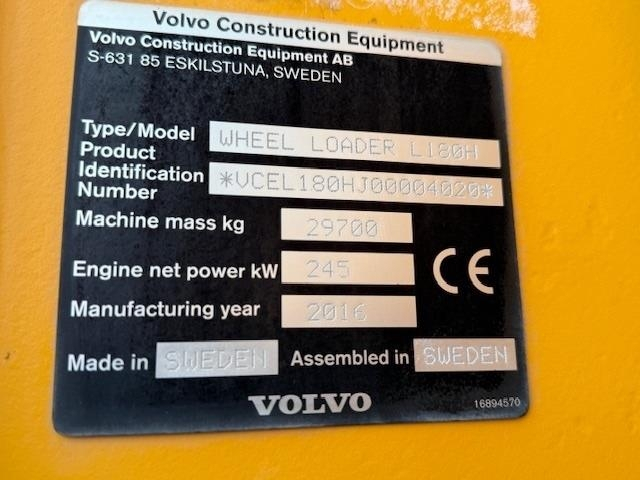 Volvo Construction Equipment
Volvo Construction Equipment AB
S-631 85 ESKILSTUNA, SWEDEN
Type/Model WHEEL LOADER L180H
Product
Identification
Number *VCEL180HJ00004020*
Machine mass kg 29700
Engine net power kW 245
Manufacturing year 2016
CE
Made in SWEDEN Assembled in SWEDEN
VOLVO
16894570